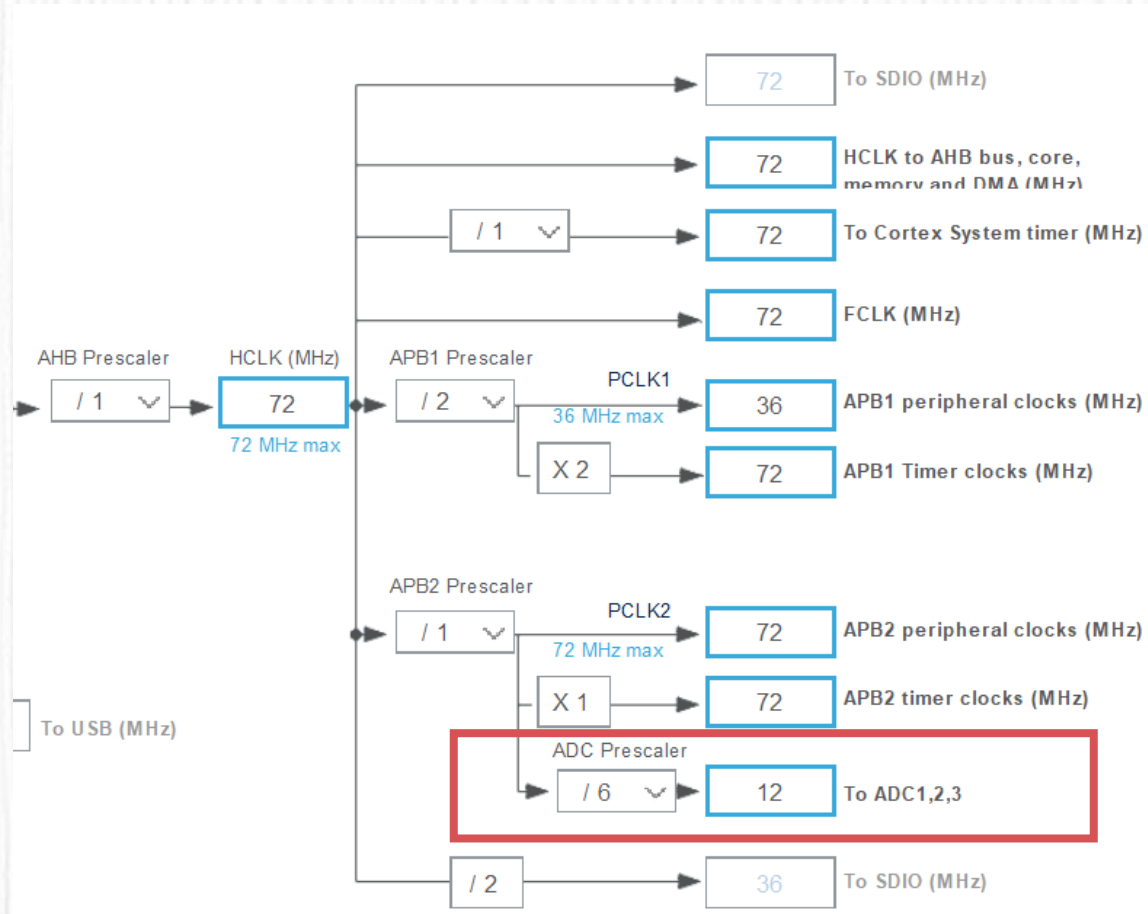 72 To SDIO (MHz)
72 HCLK to AHB bus, core,
memory and DMA (MHz)
/ 1 72 To Cortex System timer (MHz)
72 FCLK (MHz)
AHB Prescaler HCLK (MHz) APB1 Prescaler
PCLK1
/ 1 72 / 2 36 APB1 peripheral clocks (MHz)
36 MHz max
72 MHz max
X 2 72 APB1 Timer clocks (MHz)
APB2 Prescaler
PCLK2
/ 1 72 APB2 peripheral clocks (MHz)
72 MHz max
X 1 72 APB2 timer clocks (MHz)
To USB (MHz)
ADC Prescaler
/ 6 12 To ADC1,2,3
/ 2 36 To SDIO (MHz)